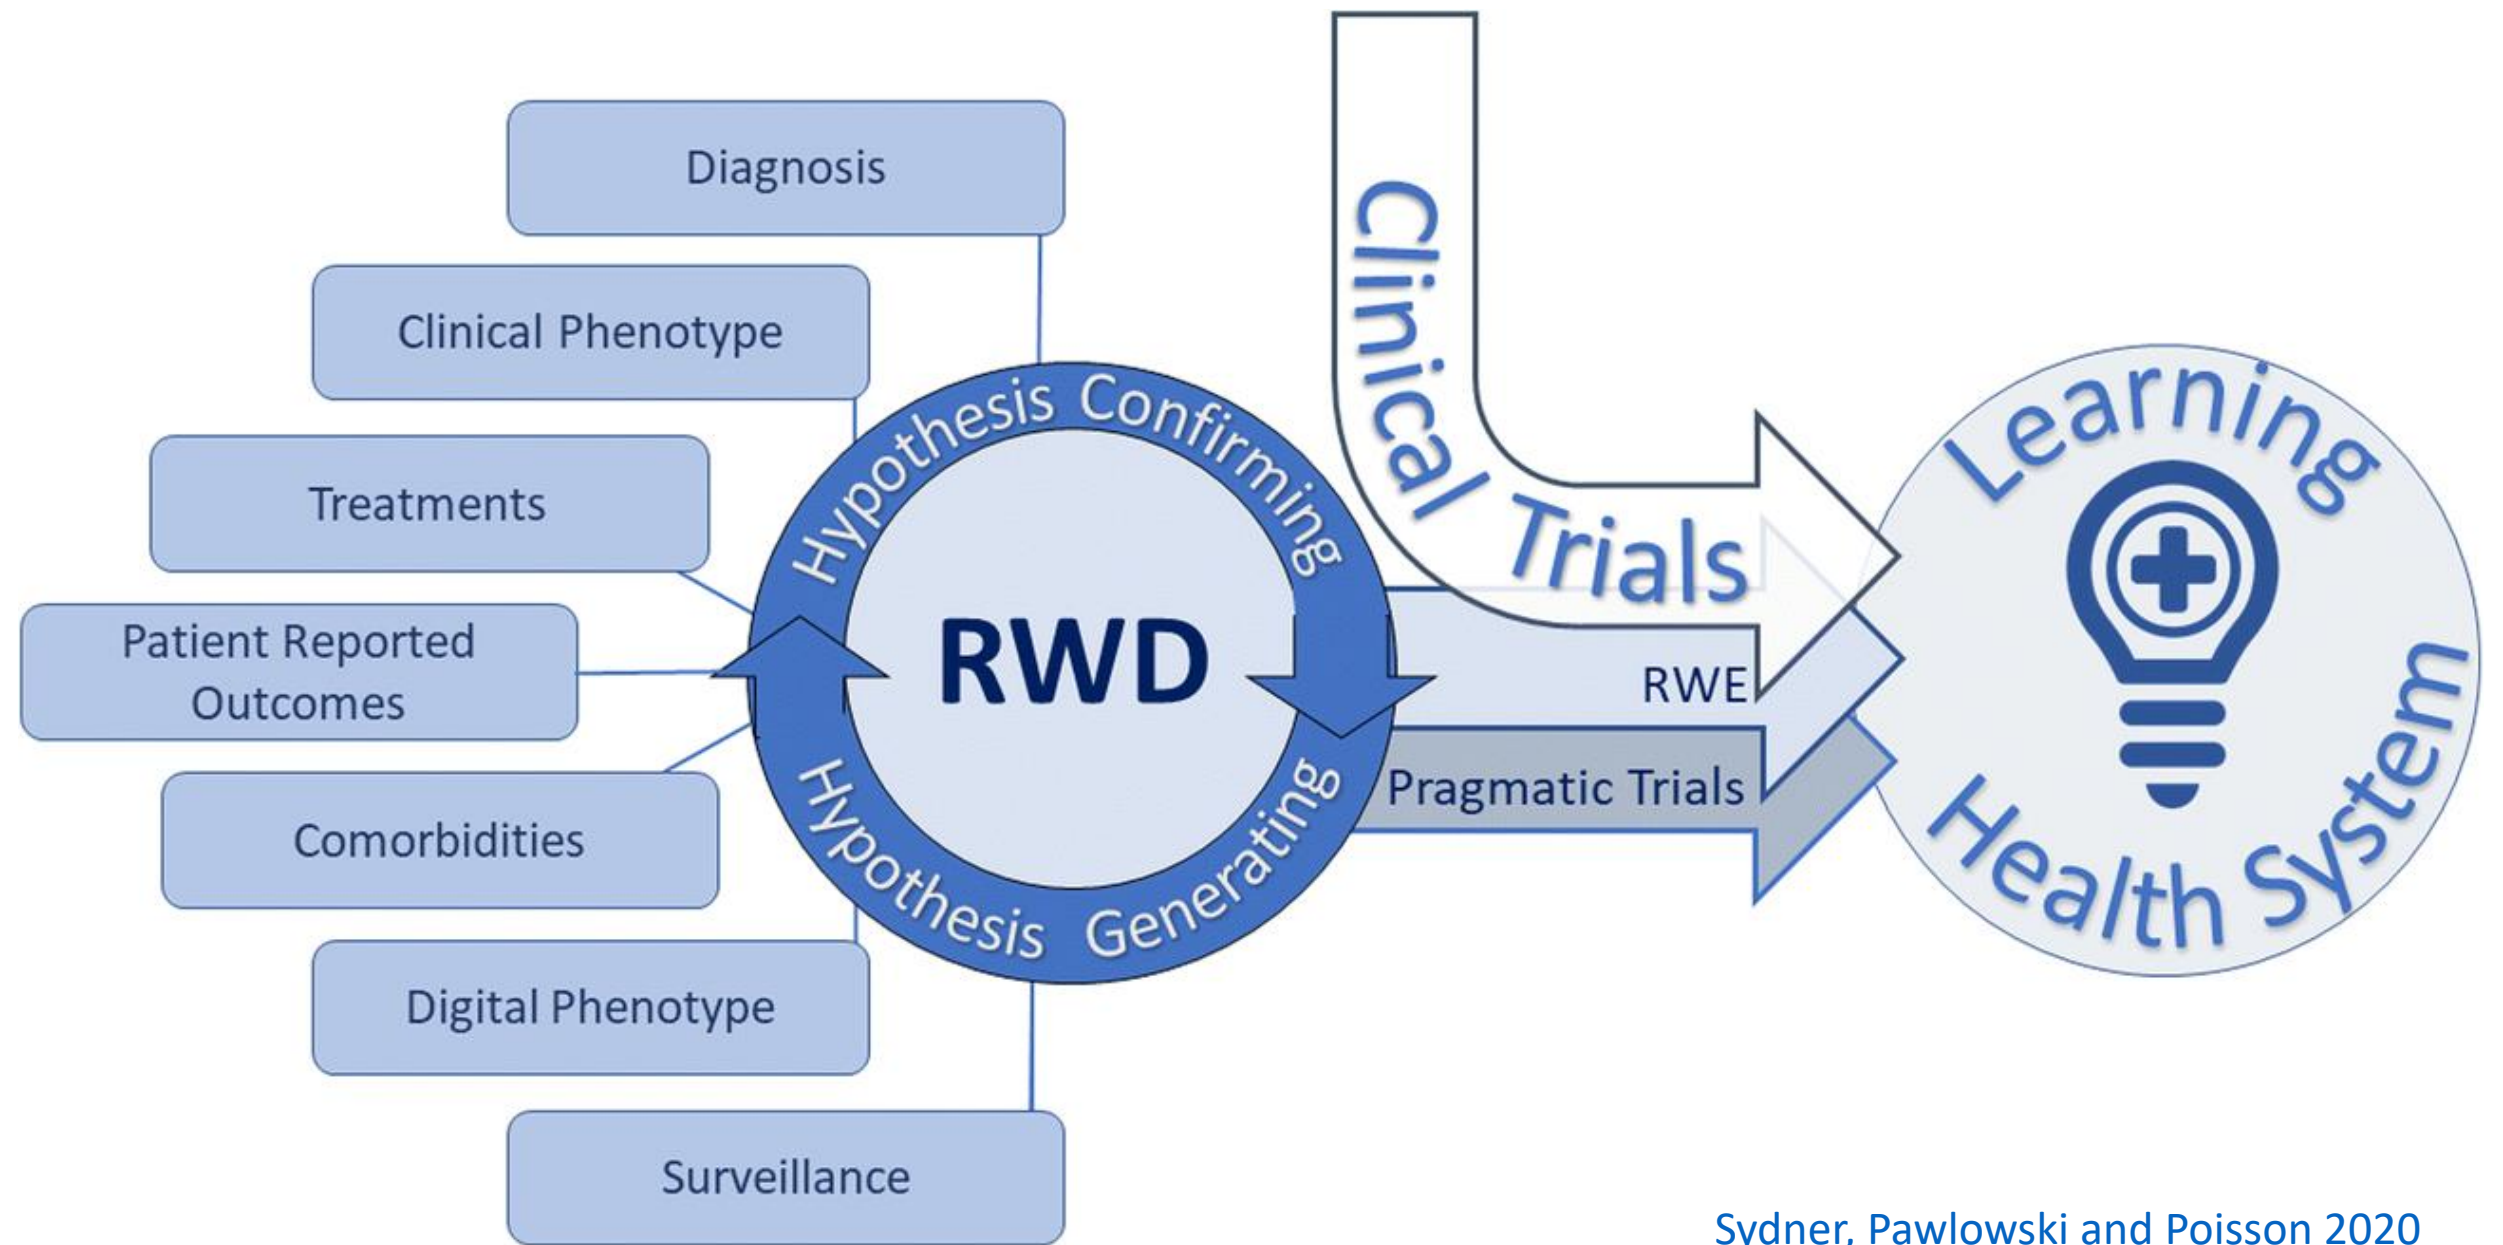 Diagnosis
Clinical Phenotype
Treatments
Patient Reported
Outcomes
Comorbidities
Digital Phenotype
Surveillance
Hypothesis Confirming
RWD
Hypothesis Generating
Clinical Trials
RWE
Pragmatic Trials
Learning
Health System
Sydner, Pawlowski and Poisson 2020